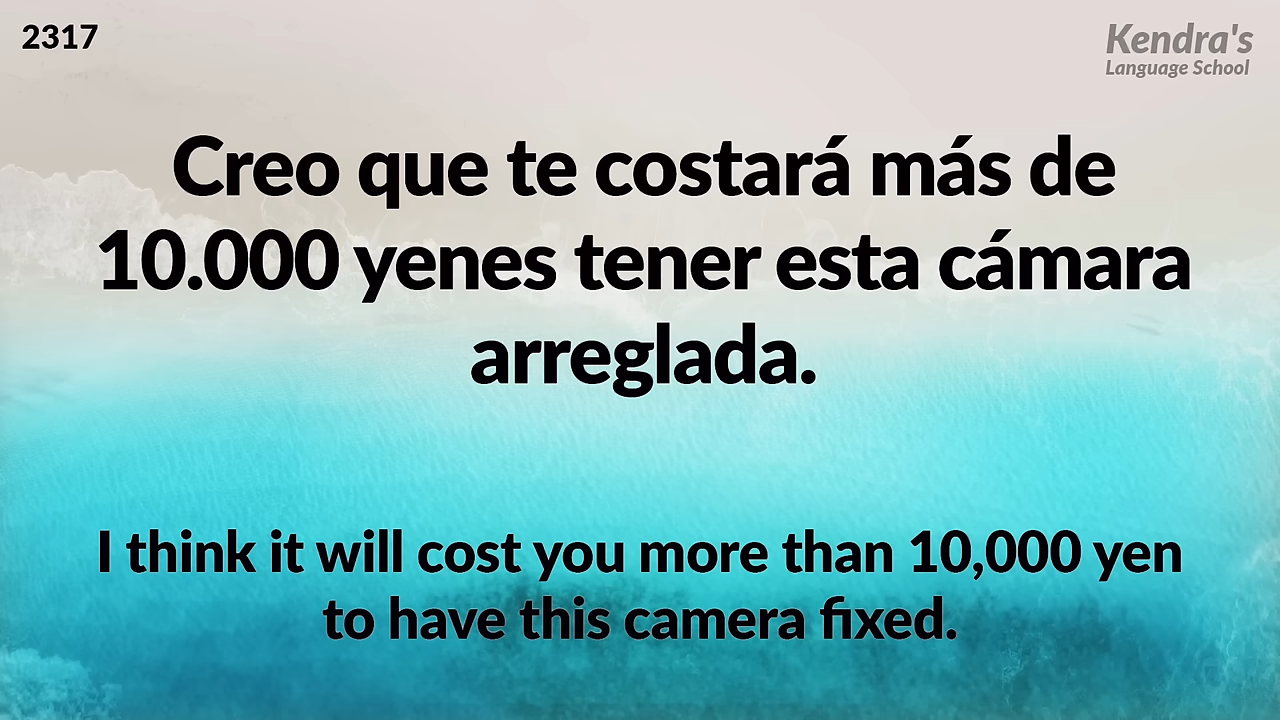 2317
Kendra's
Language School
Creo que te costará más de
10.000 yenes tener esta cámara
arreglada.
I think it will cost you more than 10,000 yen
to have this camera fixed.